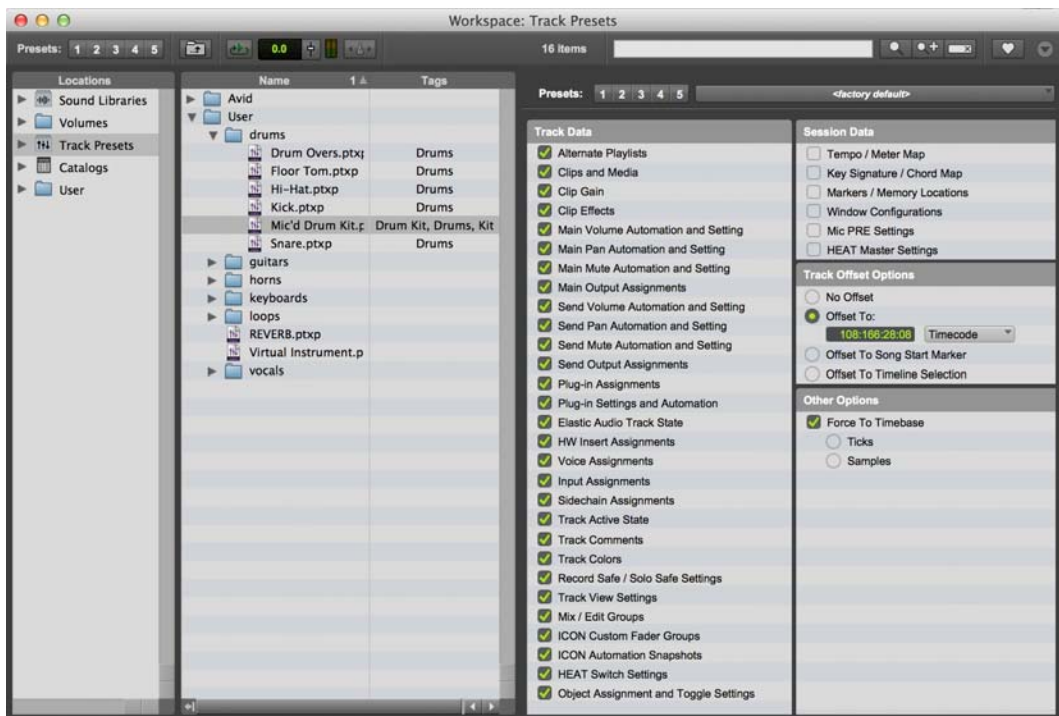 Workspace: Track Presets
Presets: 1 2 3 4 5
0.0
16 items
Locations
Sound Libraries
Volumes
Track Presets
Catalogs
User
Name 1 Tags
Avid
User
drums
Drum Overs.ptxp Drums
Floor Tom.ptxp Drums
Hi-Hat.ptxp Drums
Kick.ptxp Drums
Mic'd Drum Kit.p Drum Kit, Drums, Kit
Snare.ptxp Drums
guitars
horns
keyboards
loops
REVERB.ptxp
Virtual Instrument.p
vocals
Presets: 1 2 3 4 5 <factory default>
Track Data
Alternate Playlists
Clips and Media
Clip Gain
Clip Effects
Main Volume Automation and Setting
Main Pan Automation and Setting
Main Mute Automation and Setting
Main Output Assignments
Send Volume Automation and Setting
Send Pan Automation and Setting
Send Mute Automation and Setting
Send Output Assignments
Plug-in Assignments
Plug-in Settings and Automation
Elastic Audio Track State
HW Insert Assignments
Voice Assignments
Input Assignments
Sidechain Assignments
Track Active State
Track Comments
Track Colors
Record Safe / Solo Safe Settings
Track View Settings
Mix / Edit Groups
ICON Custom Fader Groups
ICON Automation Snapshots
HEAT Switch Settings
Object Assignment and Toggle Settings
Session Data
Tempo / Meter Map
Key Signature / Chord Map
Markers / Memory Locations
Window Configurations
Mic PRE Settings
HEAT Master Settings
Track Offset Options
No Offset
Offset To:
108:166:28:08 Timecode
Offset To Song Start Marker
Offset To Timeline Selection
Other Options
Force To Timebase
Ticks
Samples